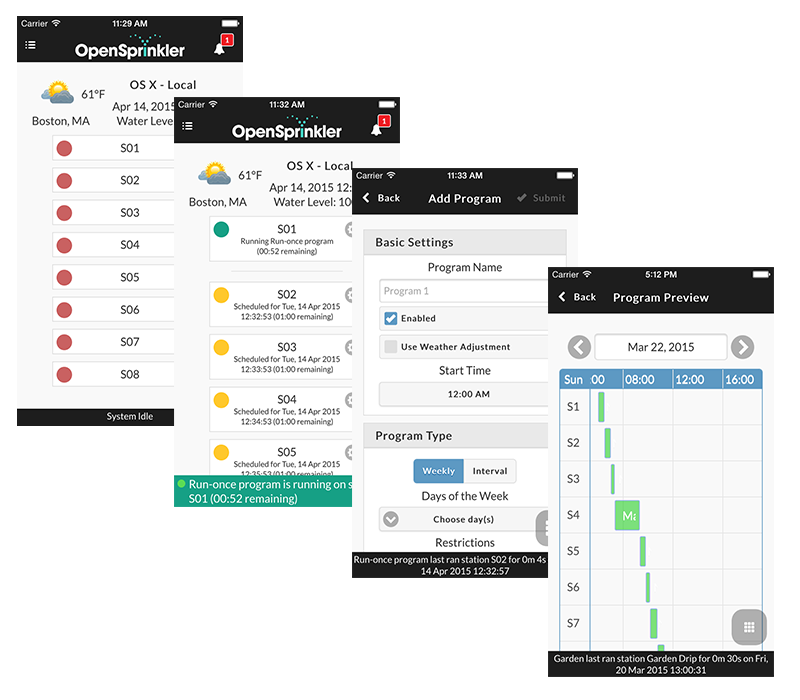 Carrier 11:29 AM
OpenSprinkler
1
61°F
OS X - Local
Apr 14, 2015
Boston, MA
Water Leve
S01
S02
S03
S04
S05
S06
S07
S08
System Idle
Carrier 11:32 AM
OpenSprinkler
1
61°F
OS X - Local
Apr 14, 2015 12:
Boston, MA
Water Level: 10
S01
Running Run-once program
(00:52 remaining)
S02
Scheduled for Tue, 14 Apr 2015
12:32:53 (01:00 remaining)
S03
Scheduled for Tue, 14 Apr 2015
12:33:53 (01:00 remaining)
S04
Scheduled for Tue, 14 Apr 2015
12:34:53 (01:00 remaining)
S05
Scheduled for Tue, 14 Apr 2015
12:35:53 (01:00 remaining)
Run-once program is running on s
S01 (00:52 remaining)
Carrier 11:33 AM
Back Add Program Submit
Basic Settings
Program Name
Program 1
Enabled
Use Weather Adjustment
Start Time
12:00 AM
Program Type
Weekly Interval
Days of the Week
Choose day(s)
Restrictions
Run-once program last ran station S02 for 0m 4s
14 Apr 2015 12:32:57
Carrier 5:12 PM
Back Program Preview
Mar 22, 2015
Sun :00 08:00 12:00 16:00
S1
S2
S3
S4 Ma
S5
S6
S7
Garden last ran station Garden Drip for 0m 30s on Fri,
20 Mar 2015 13:00:31